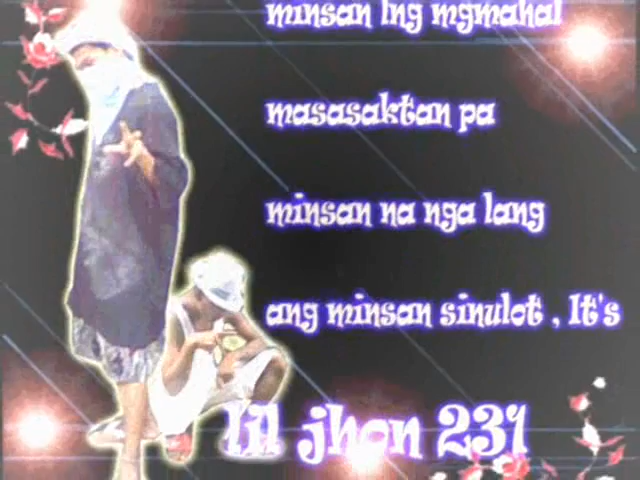 minsan lng mgmahal
masasaktan pa
minsan na nga lang
ang minsan sinulot , It's
Lil jhon 231